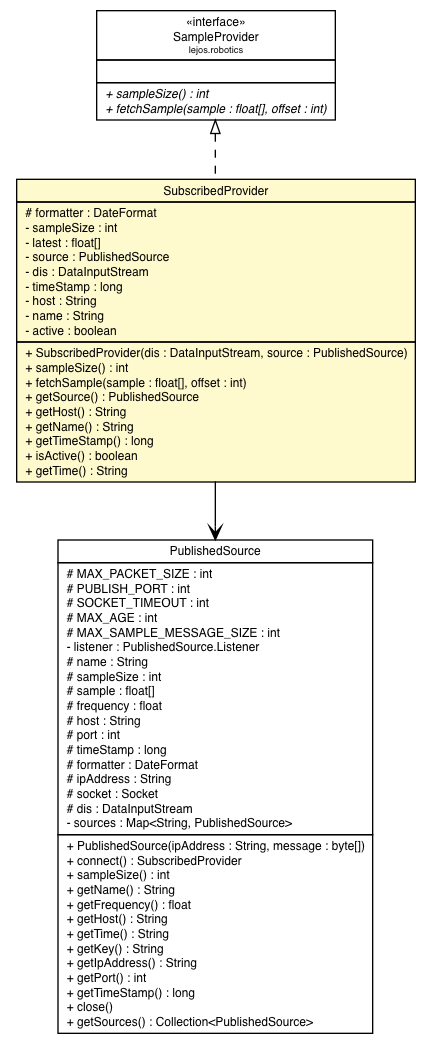 «interface»
SampleProvider
lejos.robotics
+ sampleSize() : int
+ fetchSample(sample : float[], offset : int)
SubscribedProvider
# formatter : DateFormat
- sampleSize : int
- latest : float[]
- source : PublishedSource
- dis : DataInputStream
- timeStamp : long
- host : String
- name : String
- active : boolean
+ SubscribedProvider(dis : DataInputStream, source : PublishedSource)
+ sampleSize() : int
+ fetchSample(sample : float[], offset : int)
+ getSource() : PublishedSource
+ getHost() : String
+ getName() : String
+ getTimeStamp() : long
+ isActive() : boolean
+ getTime() : String
PublishedSource
# MAX_PACKET_SIZE : int
# PUBLISH_PORT : int
# SOCKET_TIMEOUT : int
# MAX_AGE : int
# MAX_SAMPLE_MESSAGE_SIZE : int
- listener : PublishedSource.Listener
# name : String
# sampleSize : int
# sample : float[]
# frequency : float
# host : String
# port : int
# timeStamp : long
# formatter : DateFormat
# ipAddress : String
# socket : Socket
# dis : DataInputStream
- sources : Map<String, PublishedSource>
+ PublishedSource(ipAddress : String, message : byte[])
+ connect() : SubscribedProvider
+ sampleSize() : int
+ getName() : String
+ getFrequency() : float
+ getHost() : String
+ getTime() : String
+ getKey() : String
+ getIpAddress() : String
+ getPort() : int
+ getTimeStamp() : long
+ close()
+ getSources() : Collection<PublishedSource>